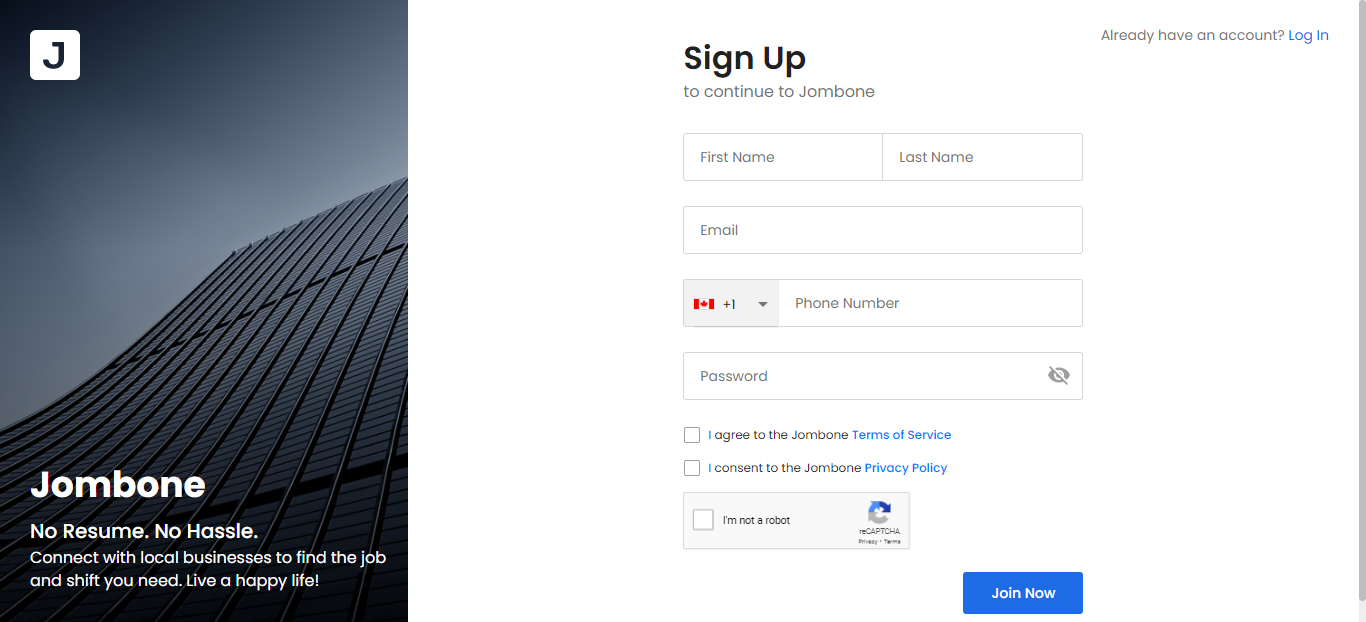 J
Jombone
No Resume. No Hassle.
Connect with local businesses to find the job
and shift you need. Live a happy life!
Already have an account? Log In
Sign Up
to continue to Jombone
First Name Last Name
Email
+1 Phone Number
Password
I agree to the Jombone Terms of Service
I consent to the Jombone Privacy Policy
I'm not a robot
reCAPTCHA
Privacy - Terms
Join Now